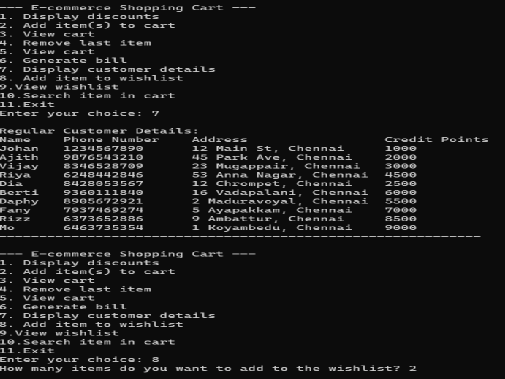 --- E-commerce Shopping Cart ---
1. Display discounts
2. Add item(s) to cart
3. View cart
4. Remove last item
5. View cart
6. Generate bill
7. Display customer details
8. Add item to wishlist
9.View wishlist
10.Search item in cart
11.Exit
Enter your choice: 7
Regular Customer Details:
Name Phone Number Address Credit Points
Johan 1234567890 12 Main St, Chennai 1000
Ajith 9876543210 45 Park Ave, Chennai 2000
Vijay 8346528709 23 Mugappair, Chennai 3000
Riya 6248442846 53 Anna Nagar, Chennai 4500
Dia 8428053567 12 Chrompet, Chennai 2500
Berti 9360111840 16 Vadapalani, Chennai 6000
Daphy 8905672921 2 Maduravoyal, Chennai 5500
Fany 7937469274 5 Ayapakkam, Chennai 7000
Rizz 6373652886 9 Ambattur, Chennai 8500
Mo 6463735354 1 Koyambedu, Chennai 9000
--------------------------------------------------------------
--- E-commerce Shopping Cart ---
1. Display discounts
2. Add item(s) to cart
3. View cart
4. Remove last item
5. View cart
6. Generate bill
7. Display customer details
8. Add item to wishlist
9.View wishlist
10.Search item in cart
11.Exit
Enter your choice: 8
How many items do you want to add to the wishlist? 2